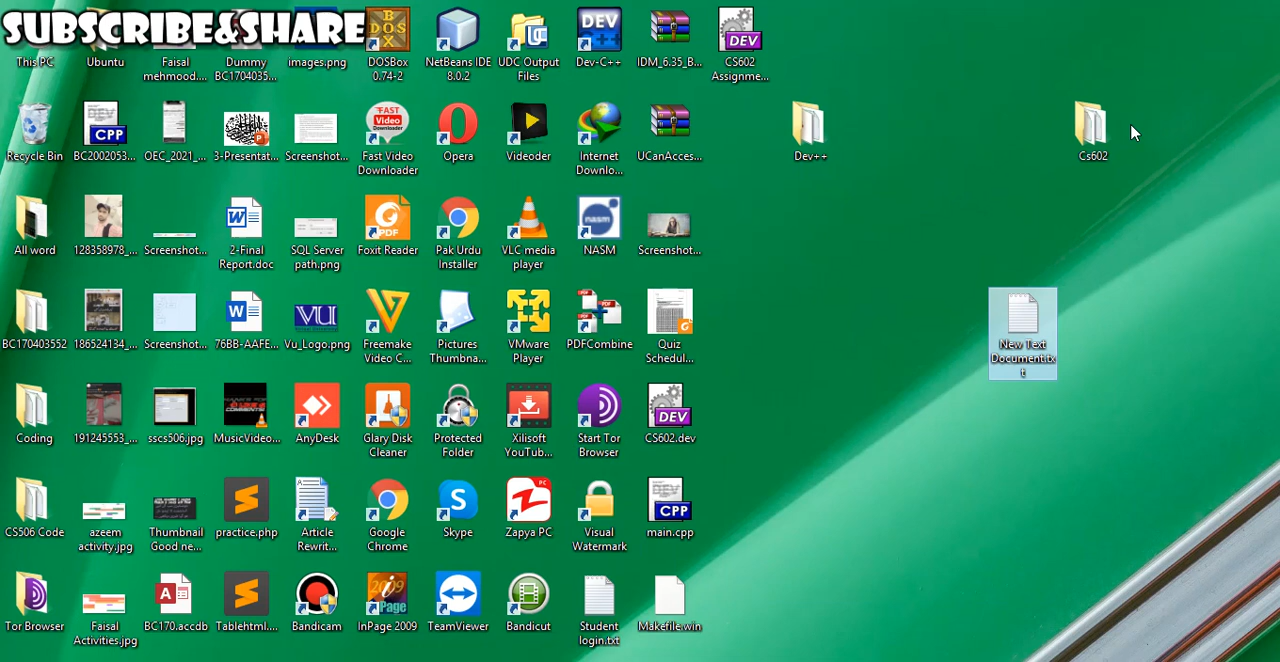 SUBSCRIBE&SHARE
This PC
Ubuntu
Faisal
mehmood....
Dummy
BC1704035...
images.png
DOSBox
0.74-2
NetBeans IDE
8.0.2
UDC Output
Files
Dev-C++
IDM_6.35_B...
CS602
Assignme...
Recycle Bin
BC2002053...
OEC_2021_...
3-Presentat...
Screenshot...
Fast Video
Downloader
Opera
Videoder
Internet
Downlo...
UCanAcces...
Dev++
Cs602
All word
128358978_...
Screenshot...
2-Final
Report.doc
SQL Server
path.png
Foxit Reader
Pak Urdu
Installer
VLC media
player
NASM
Screenshot...
BC170403552
186524134_...
Screenshot...
76BB-AAFE...
Vu_Logo.png
Freemake
Video C...
Pictures
Thumbna...
VMware
Player
PDFCombine
Quiz
Schedul...
New Text
Document.tx
t
Coding
191245553_...
sscs506.jpg
MusicVideo...
AnyDesk
Glary Disk
Cleaner
Protected
Folder
Xilisoft
YouTub...
Start Tor
Browser
CS602.dev
CS506 Code
azeem
activity.jpg
Thumbnail
Good ne...
practice.php
Article
Rewrit...
Google
Chrome
Skype
Zapya PC
Visual
Watermark
main.cpp
Tor Browser
Faisal
Activities.jpg
BC170.accdb
Tablehtml....
Bandicam
InPage 2009
TeamViewer
Bandicut
Student
login.txt
Makefile.win